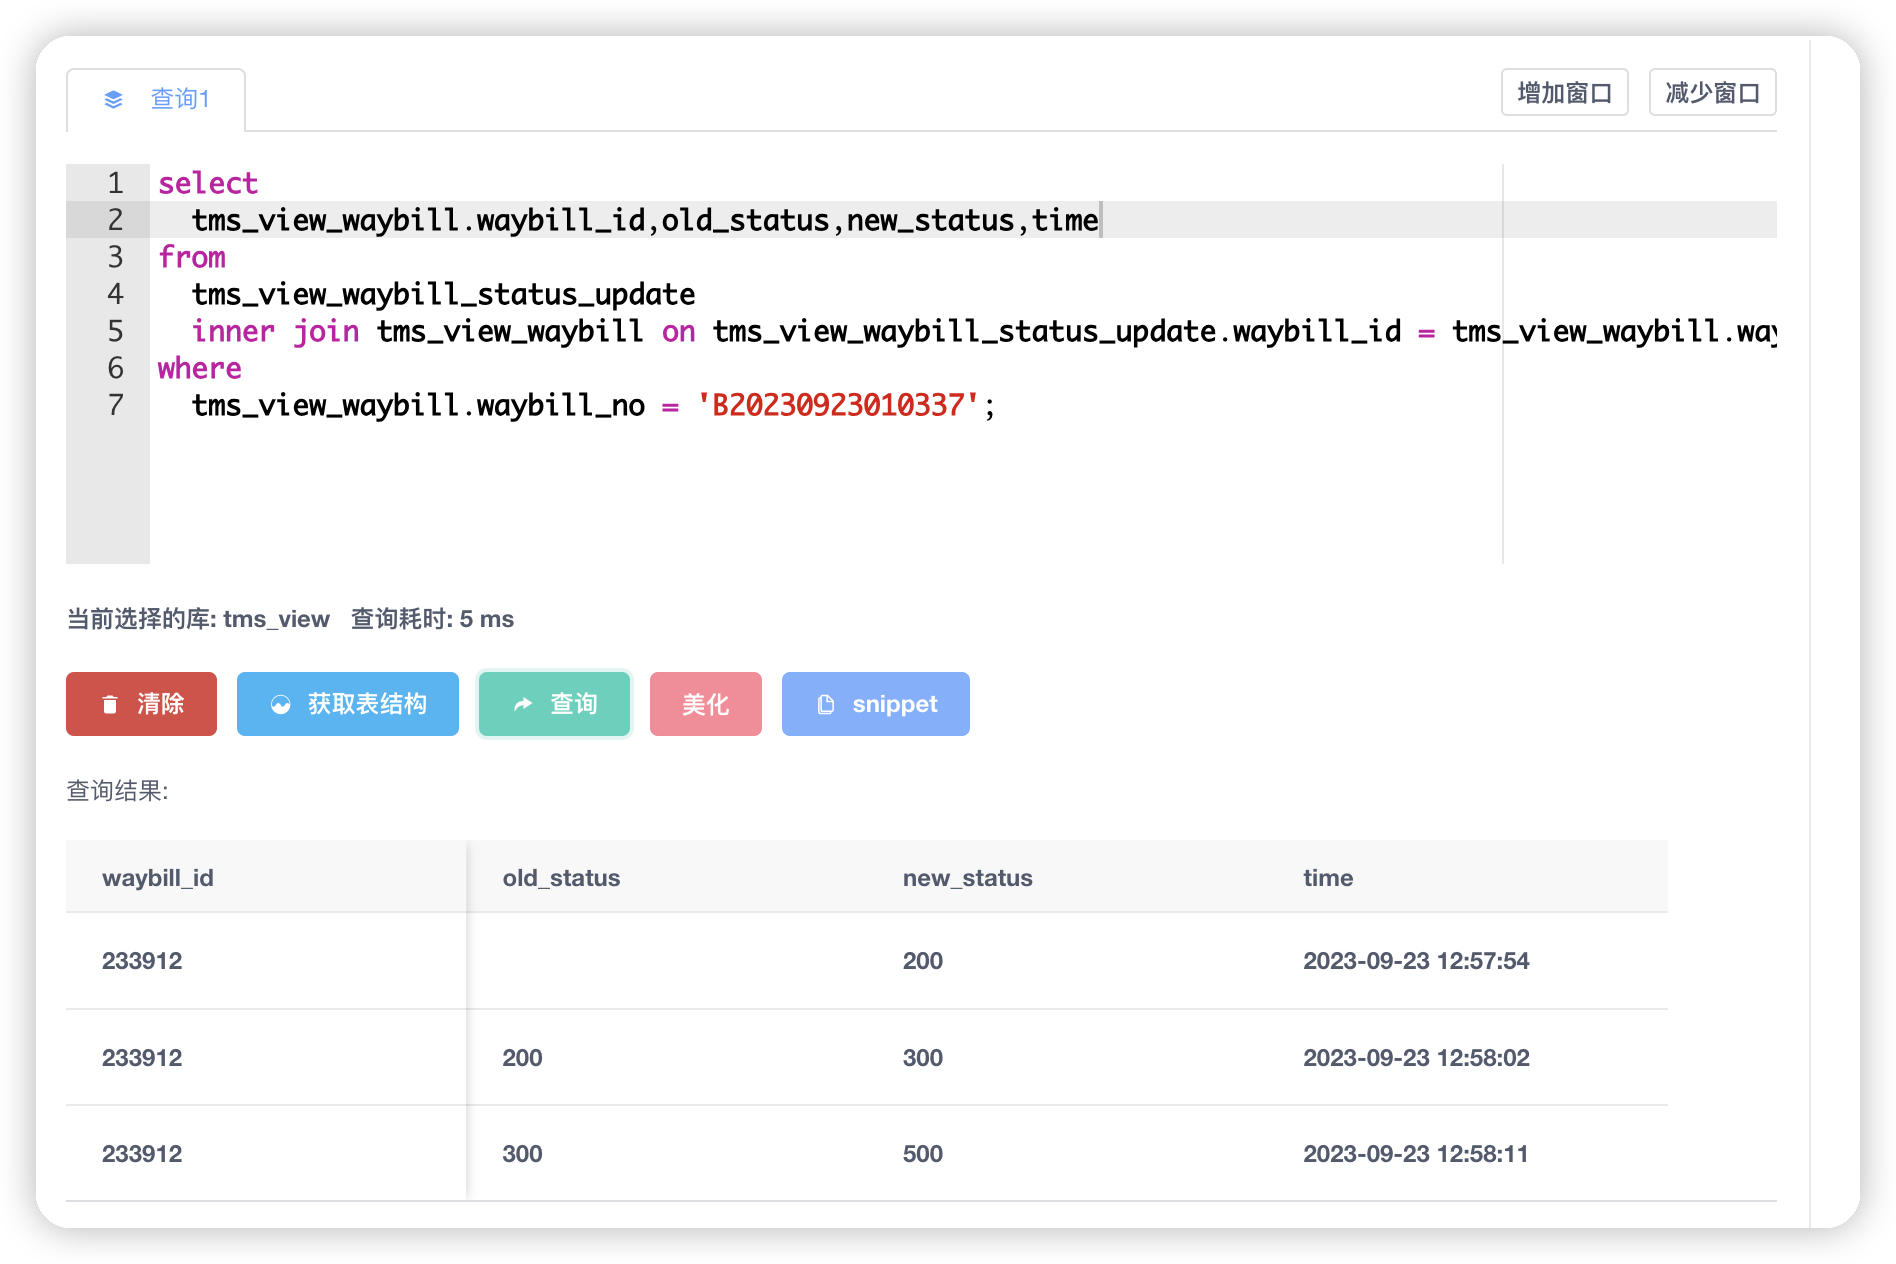 查询1
增加窗口 减少窗口
1 select
2 tms_view_waybill.waybill_id,old_status,new_status,time
3 from
4 tms_view_waybill_status_update
5 inner join tms_view_waybill on tms_view_waybill_status_update.waybill_id = tms_view_waybill.way
6 where
7 tms_view_waybill.waybill_no = 'B20230923010337';
当前选择的库: tms_view 查询耗时: 5 ms
清除 获取表结构 查询 美化 snippet
查询结果:
waybill_id old_status new_status time
233912 200 2023-09-23 12:57:54
233912 200 300 2023-09-23 12:58:02
233912 300 500 2023-09-23 12:58:11